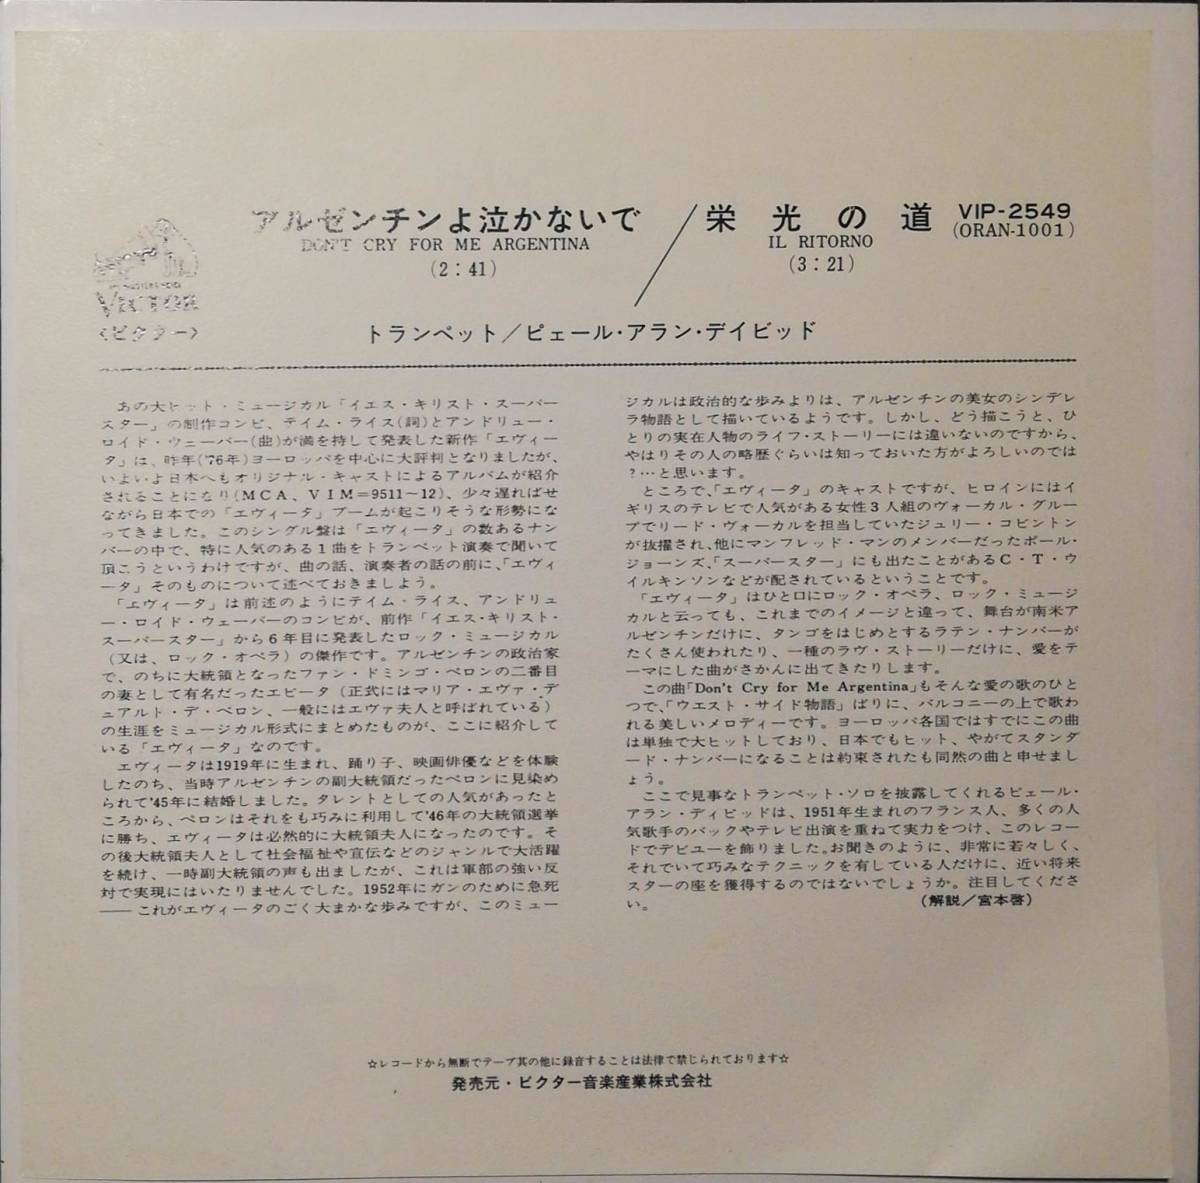 アルゼンチンよ泣かないで
DON'T CRY FOR ME ARGENTINA
(2:41)
栄光の道
IL RITORNO
(3:21)
VIP-2549
(ORAN-1001)
VICTOR
〈ビクター〉
トランペット/ピェール・アラン・デイビッド
あの大ヒット・ミュージカル「イエス・キリスト・スーパー
スター」の制作コンビ、テイム・ライス(詞)とアンドリュー・
ロイド・ウェーバー(曲)が満を持して発表した新作「エヴィー
タ」は、昨年('76年)ヨーロッパを中心に大評判となりましたが、
いよいよ日本へもオリジナル・キャストによるアルバムが紹介
されることになり(MCA、VIM=9511~12)、少々遅ればせ
ながら日本での「エヴィータ」ブームが起こりそうな形勢にな
ってきました。このシングル盤は「エヴィータ」の数あるナン
バーの中で、特に人気のある1曲をトランペット演奏で聞いて
頂こうというわけですが、曲の話、演奏者の話の前に、「エヴィ
ータ」そのものについて述べておきましょう。
「エヴィータ」は前述のようにテイム・ライス、アンドリュ
ー・ロイド・ウェーバーのコンビが、前作「イエス・キリスト・
スーパースター」から6年目に発表したロック・ミュージカル
(又は、ロック・オペラ)の傑作です。アルゼンチンの政治家
で、のちに大統領となったファン・ドミンゴ・ペロンの二番目
の妻として有名だったエビータ(正式にはマリア・エヴァ・デ
ュアルト・デ・ペロン、一般にはエヴァ夫人と呼ばれている)
の生涯をミュージカル形式にまとめたものが、ここに紹介して
いる「エヴィータ」なのです。
エヴィータは1919年に生まれ、踊り子、映画俳優などを体験
したのち、当時アルゼンチンの副大統領だったペロンに見染め
られて'45年に結婚しました。タレントとしての人気があったと
ころから、ペロンはそれをも巧みに利用して'46年の大統領選挙
に勝ち、エヴィータは必然的に大統領夫人になったのです。そ
の後大統領夫人として社会福祉や宣伝などのジャンルで大活躍
を続け、一時副大統領の声も出ましたが、これは軍部の強い反
対で実現にはいたりませんでした。1952年にガンのために急死
――これがエヴィータのごく大まかな歩みですが、このミュー
ジカルは政治的な歩みよりは、アルゼンチンの美女のシンデレ
ラ物語として描いているようです。しかし、どう描こうと、ひ
とりの実在人物のライフ・ストーリーには違いないのですから、
やはりその人の略歴ぐらいは知っておいた方がよろしいのでは
?…と思います。
ところで、「エヴィータ」のキャストですが、ヒロインにはイ
ギリスのテレビで人気がある女性3人組のヴォーカル・グルー
プでリード・ヴォーカルを担当していたジュリー・コビントン
が抜擢され、他にマンフレッド・マンのメンバーだったポール・
ジョーンズ、「スーパースター」にも出たことがあるC・T・ウ
イルキンソンなどが配されているということです。
「エヴィータ」はひと口にロック・オペラ、ロック・ミュージ
カルと云っても、これまでのイメージと違って、舞台が南米ア
ルゼンチンだけに、タンゴをはじめとするラテン・ナンバーが
たくさん使われたり、一種のラヴ・ストーリーだけに、愛をテ
ーマにした曲がさかんに出てきたりします。
この曲「Don't Cry for Me Argentina」もそんな愛の歌のひと
つで、「ウエスト・サイド物語」ばりに、バルコニーの上で歌わ
れる美しいメロディーです。ヨーロッパ各国ではすでにこの曲
は単独で大ヒットしており、日本でもヒット、やがてスタンダ
ード・ナンバーになることは約束されたも同然の曲と申せまし
ょう。
ここで見事なトランペット・ソロを披露してくれるピェール・
アラン・ディビッドは、1951年生まれのフランス人、多くの人
気歌手のバックやテレビ出演を重ねて実力をつけ、このレコー
ドでデビューを飾りました。お聞きのように、非常に若々しく、
それでいて巧みなテクニックを有している人だけに、近い将来
スターの座を獲得するのではないでしょうか。注目してくださ
い。
(解説/宮本啓)
☆レコードから無断でテープ其の他に録音することは法律で禁じられております☆
発売元・ビクター音楽産業株式会社